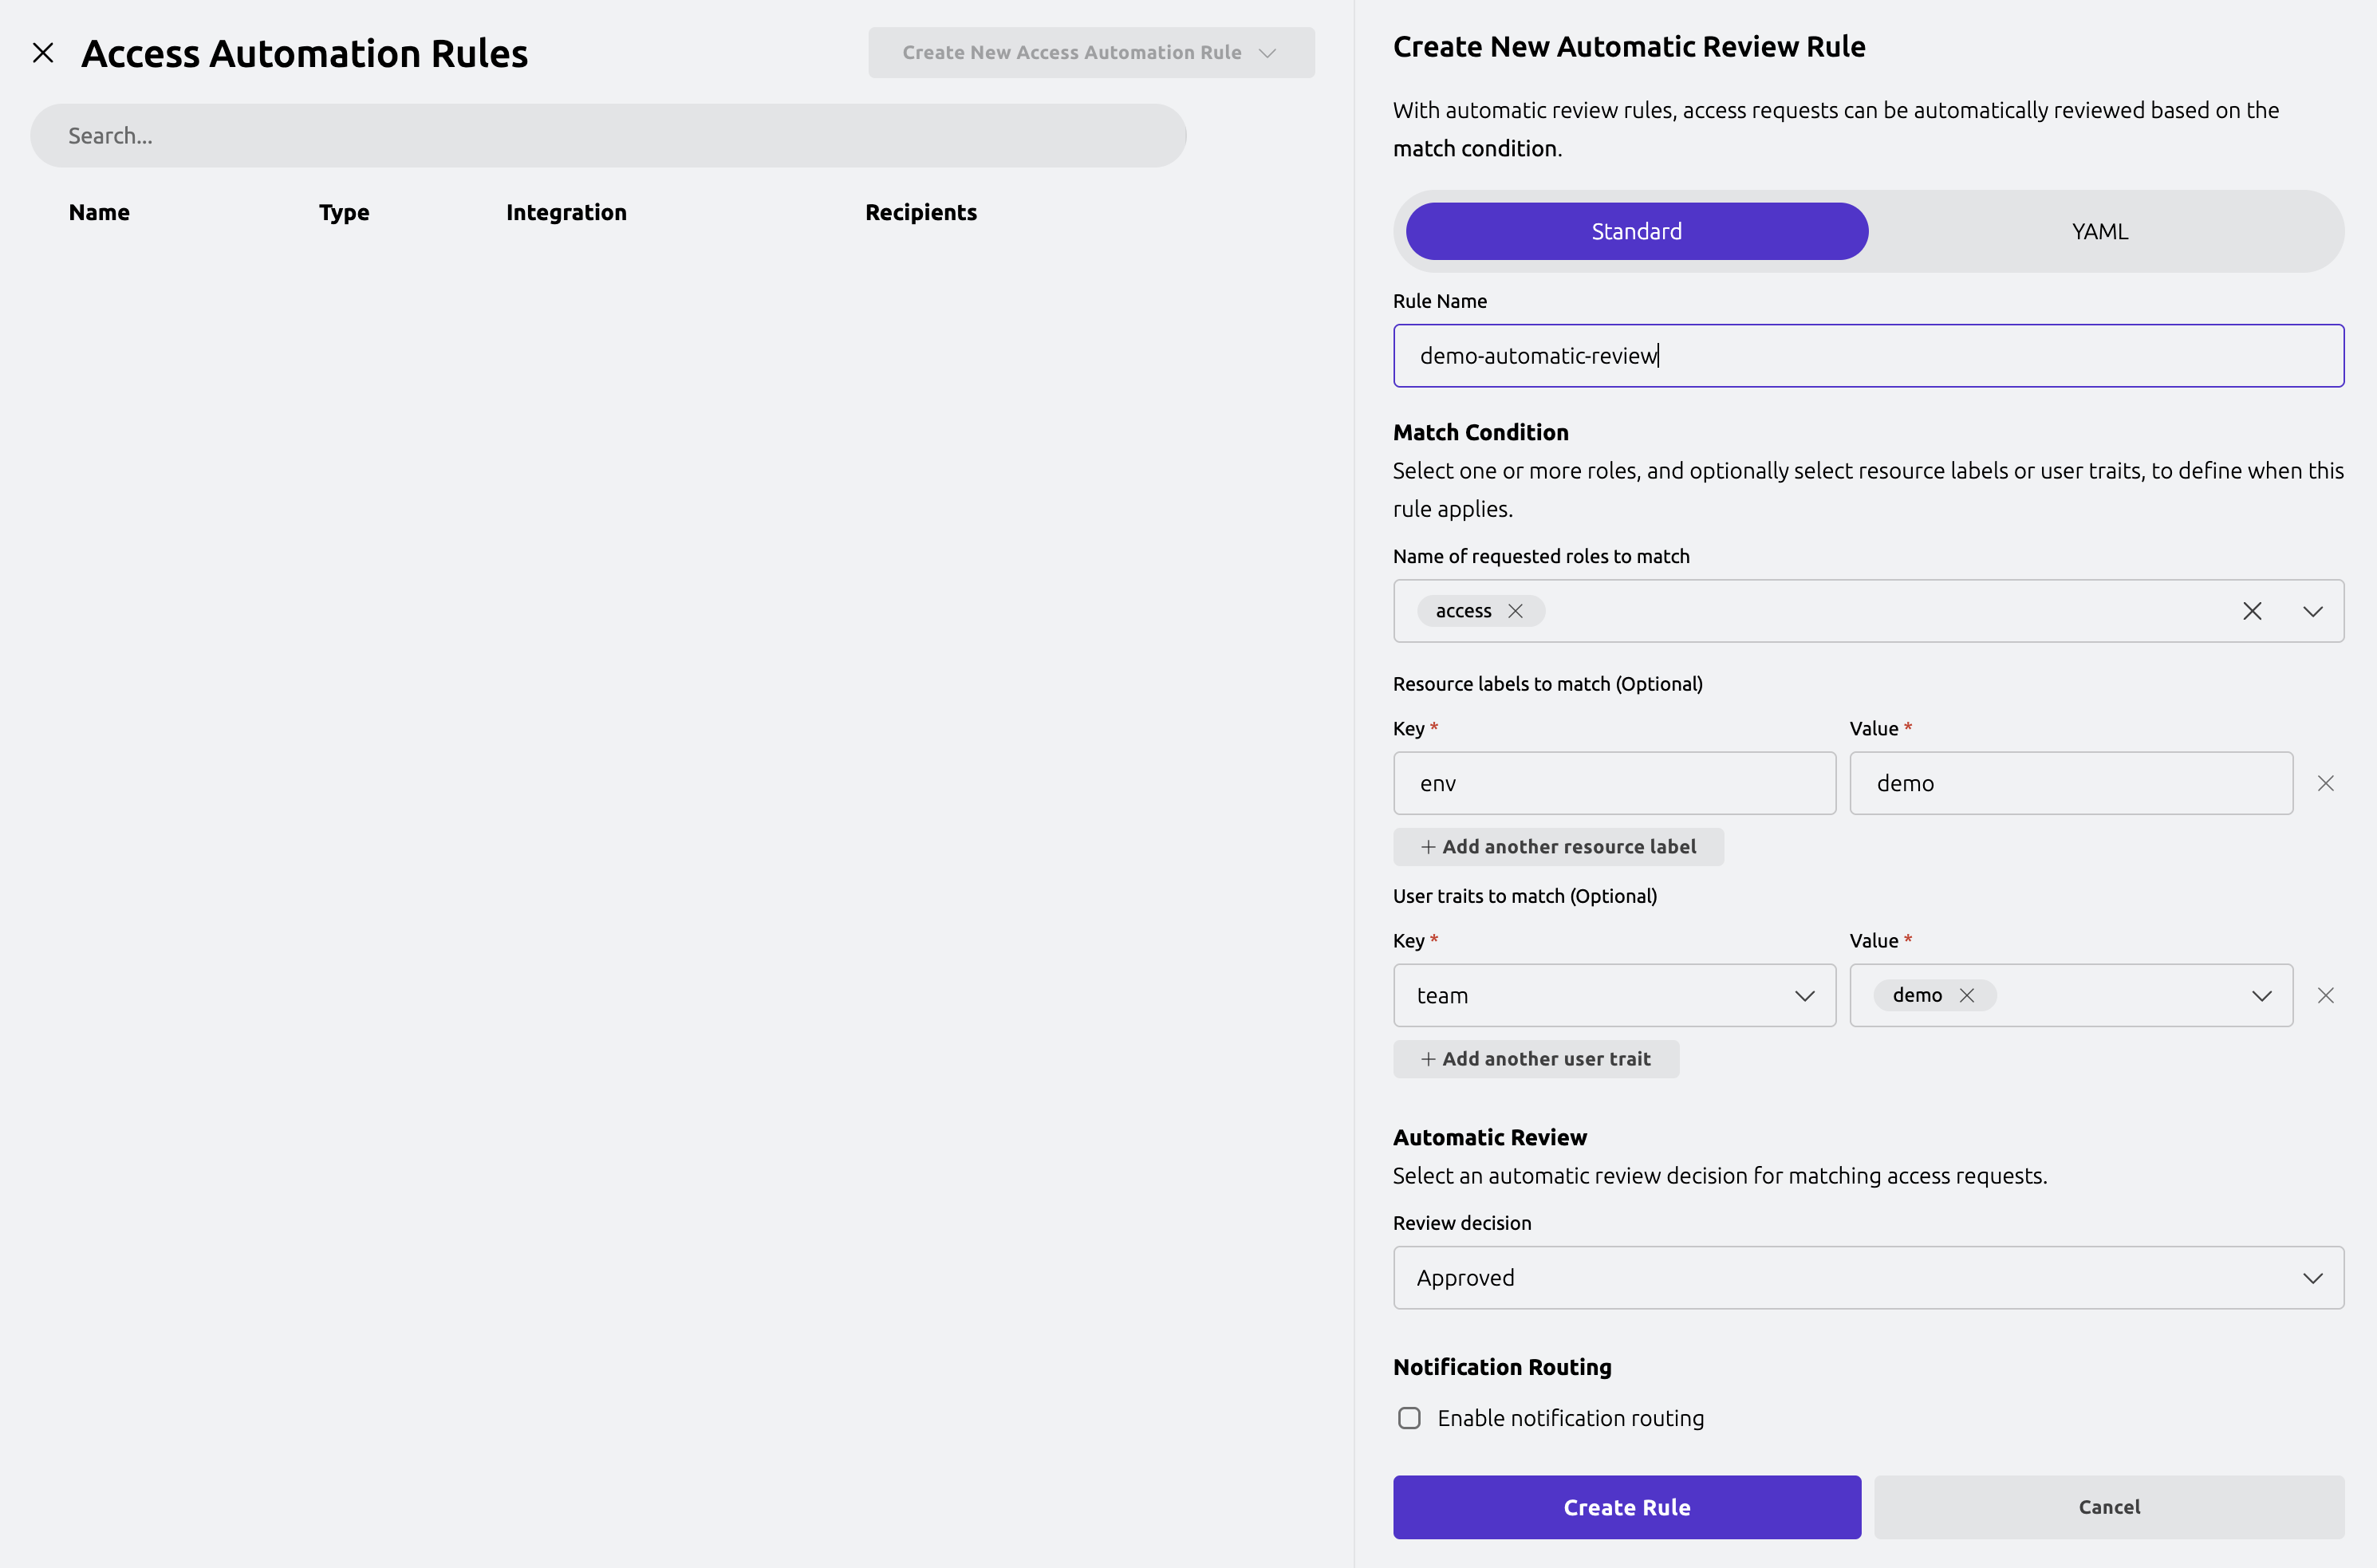 Access Automation Rules
Create New Access Automation Rule
Search...
Name Type Integration Recipients
Create New Automatic Review Rule
With automatic review rules, access requests can be automatically reviewed based on the
match condition.
Standard YAML
Rule Name
demo-automatic-review
Match Condition
Select one or more roles, and optionally select resource labels or user traits, to define when this
rule applies.
Name of requested roles to match
access
Resource labels to match (Optional)
Key * Value *
env demo
+ Add another resource label
User traits to match (Optional)
Key * Value *
team demo
+ Add another user trait
Automatic Review
Select an automatic review decision for matching access requests.
Review decision
Approved
Notification Routing
Enable notification routing
Create Rule Cancel